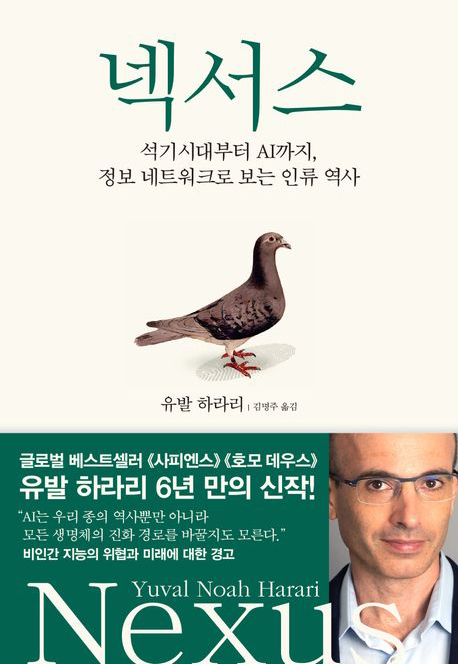 넥서스
석기시대부터 AI까지,
정보 네트워크로 보는 인류 역사
유발 하라리 | 김명주 옮김
글로벌 베스트셀러 《사피엔스》 《호모 데우스》
유발 하라리 6년 만의 신작!
“AI는 우리 종의 역사뿐만 아니라
모든 생명체의 진화 경로를 바꿀지도 모른다.”
비인간 지능의 위협과 미래에 대한 경고
Yuval Noah Harari
Nexus